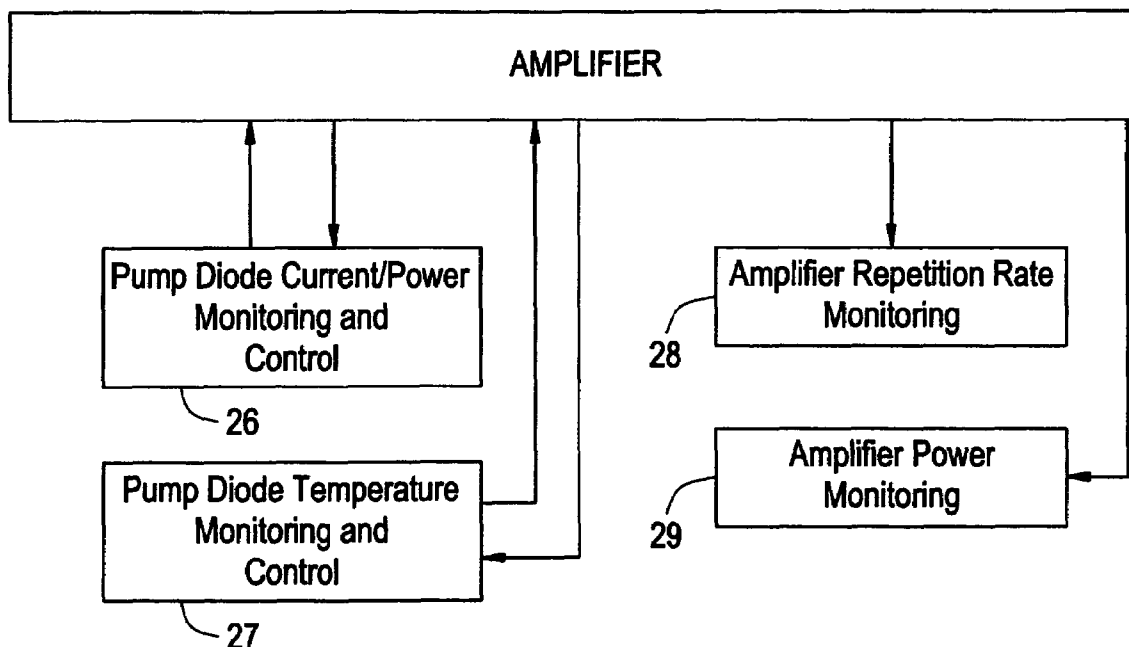 AMPLIFIER
Pump Diode Current/Power
Monitoring and
Control
26
Pump Diode Temperature
Monitoring and
Control
27
Amplifier Repetition Rate
Monitoring
28
Amplifier Power
Monitoring
29